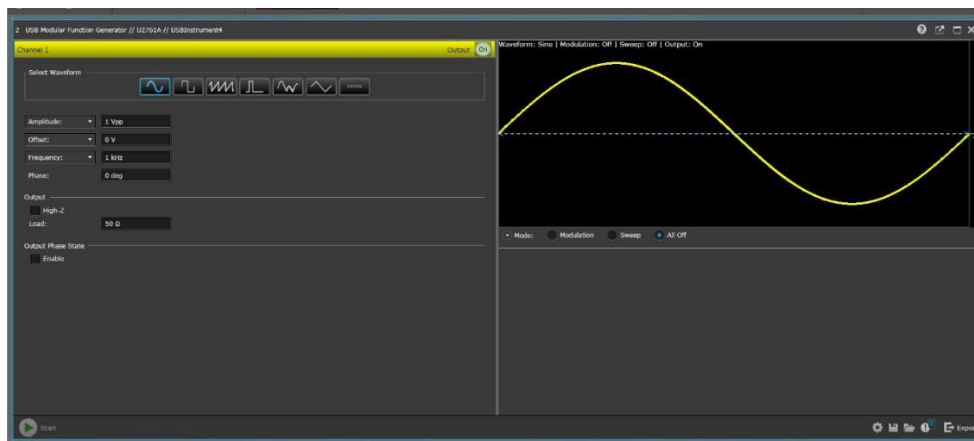 2 USB Modular Function Generator // U2761A // USBInstrument4
Channel 1 Output On
Waveform: Sine | Modulation: Off | Sweep: Off | Output: On
Select Waveform
Amplitude: 1 Vpp
Offset: 0 V
Frequency: 1 kHz
Phase: 0 deg
Output
High-Z
Load: 50 Ω
Output Phase State
Enable
Mode: Modulation Sweep All Off
Start
Export